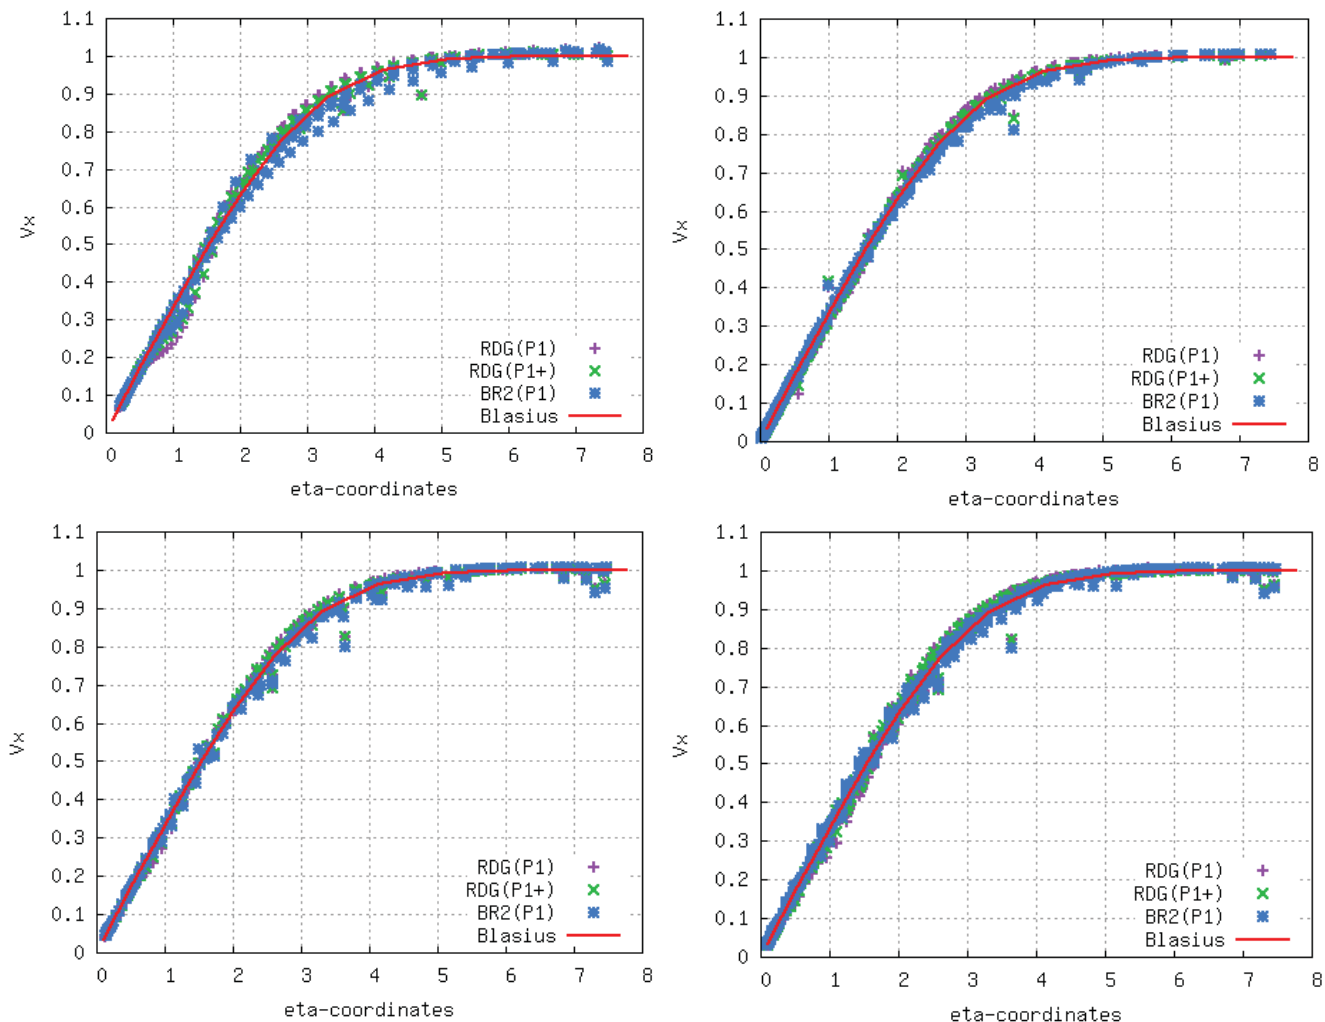 1.1
1
0.9
0.8
0.7
0.6
0.5
0.4
0.3
0.2
0.1
0
Vx
RDG(P1)
RDG(P1+)
BR2(P1)
Blasius
0 1 2 3 4 5 6 7 8
eta-coordinates
1.1
1
0.9
0.8
0.7
0.6
0.5
0.4
0.3
0.2
0.1
0
Vx
RDG(P1)
RDG(P1+)
BR2(P1)
Blasius
0 1 2 3 4 5 6 7 8
eta-coordinates
1.1
1
0.9
0.8
0.7
0.6
0.5
0.4
0.3
0.2
0.1
0
Vx
RDG(P1)
RDG(P1+)
BR2(P1)
Blasius
0 1 2 3 4 5 6 7 8
eta-coordinates
1.1
1
0.9
0.8
0.7
0.6
0.5
0.4
0.3
0.2
0.1
0
Vx
RDG(P1)
RDG(P1+)
BR2(P1)
Blasius
0 1 2 3 4 5 6 7 8
eta-coordinates